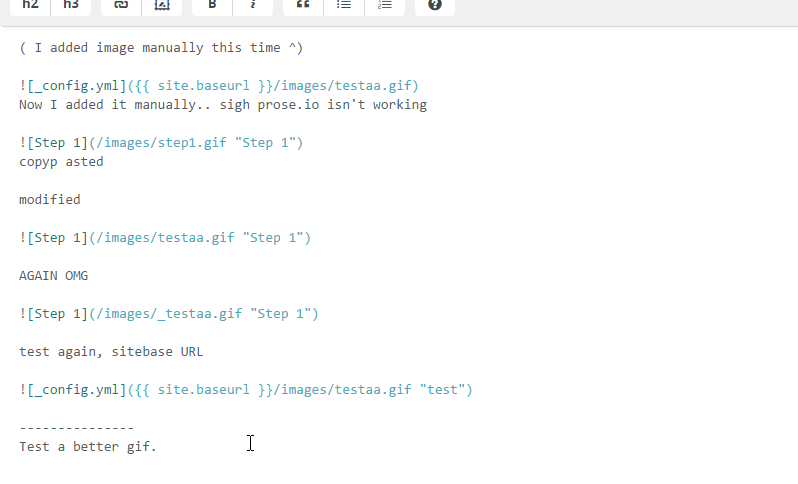 h2 h3 B i “ ?
( I added image manually this time ^)
![_config.yml]({{ site.baseurl }}/images/testaa.gif)
Now I added it manually.. sigh prose.io isn't working
![Step 1](/images/step1.gif "Step 1")
copyp asted
modified
![Step 1](/images/testaa.gif "Step 1")
AGAIN OMG
![Step 1](/images/_testaa.gif "Step 1")
test again, sitebase URL
![_config.yml]({{ site.baseurl }}/images/testaa.gif "test")
---------------
Test a better gif.